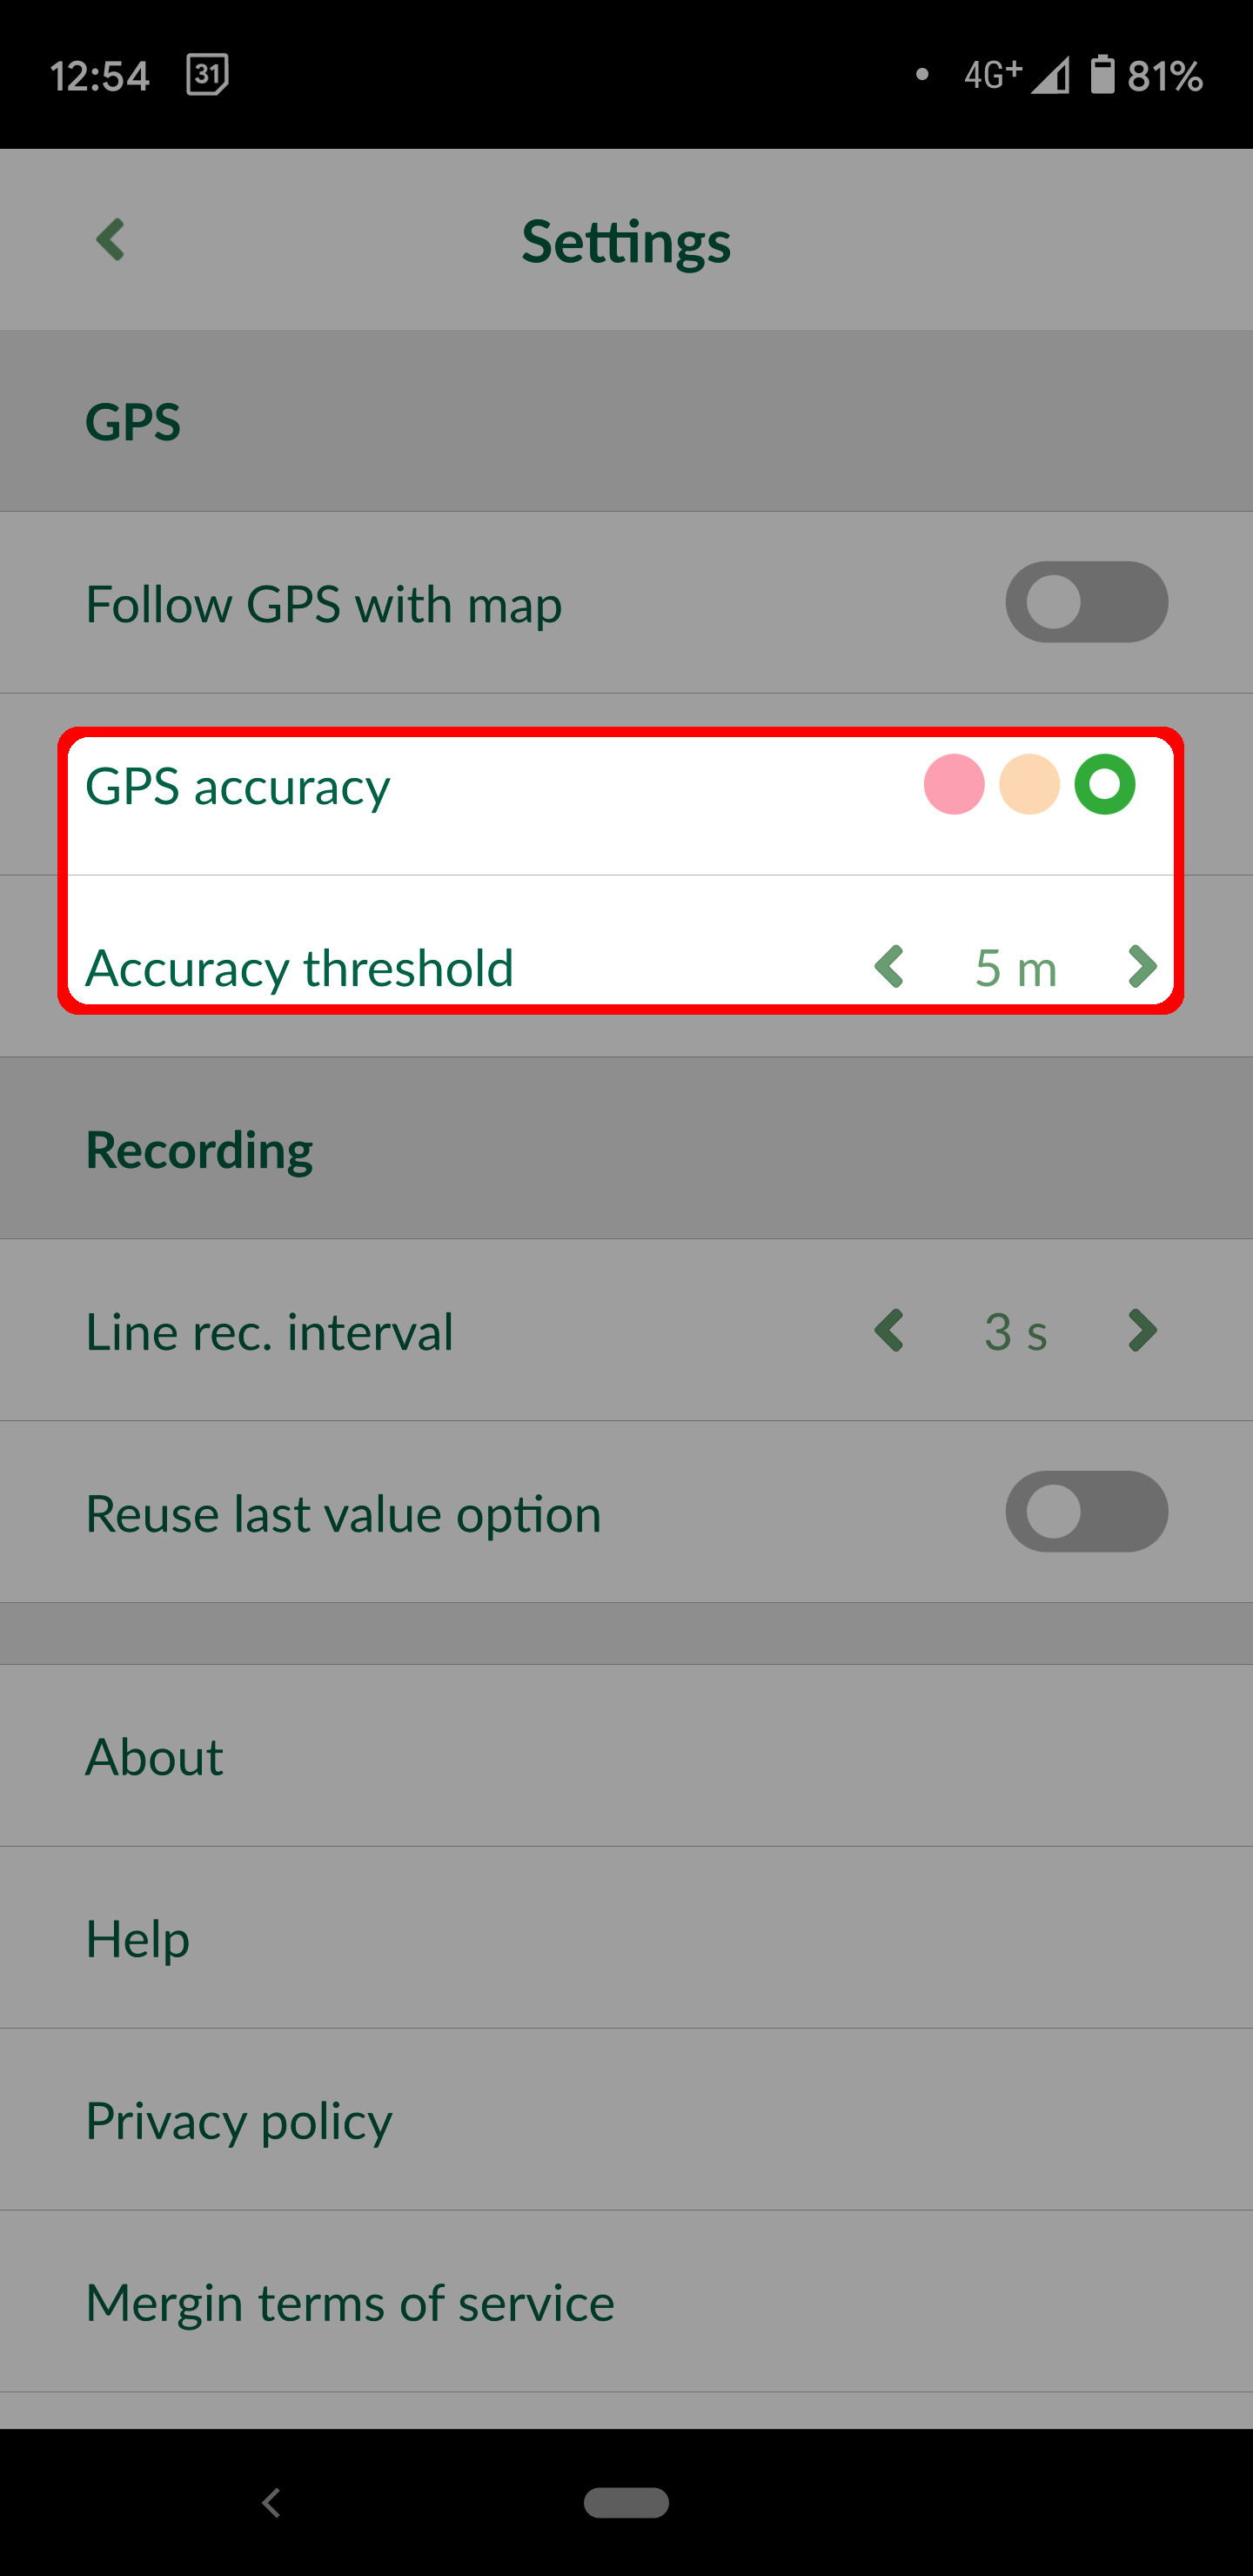 12:54 31 4G+ 81%
Settings
GPS
Follow GPS with map
GPS accuracy
Accuracy threshold 5 m
Recording
Line rec. interval 3 s
Reuse last value option
About
Help
Privacy policy
Mergin terms of service